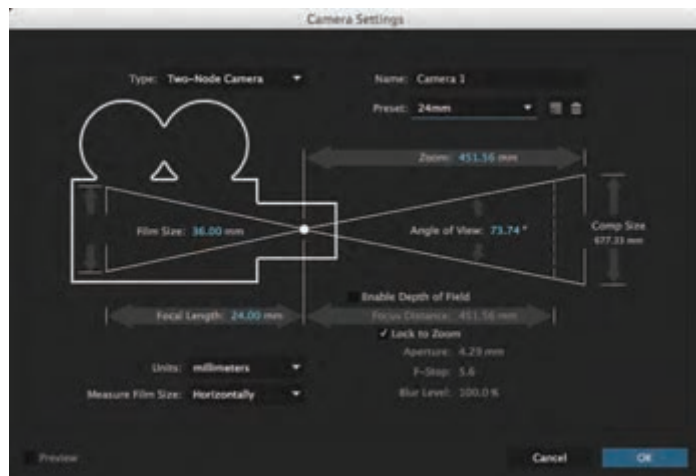 Camera Settings
Type: Two-Node Camera
Name: Camera 1
Preset: 24mm
Zoom: 451.56 mm
Film Size: 36.00 mm
Angle of View: 73.74 °
Comp Size
677.33 mm
Enable Depth of Field
Focal Length: 24.00 mm
Focus Distance: 451.56 mm
✓ Lock to Zoom
Aperture: 4.29 mm
Units: millimeters
F-Stop: 5.6
Measure Film Size: Horizontally
Blur Level: 100.0 %
Preview
Cancel
OK